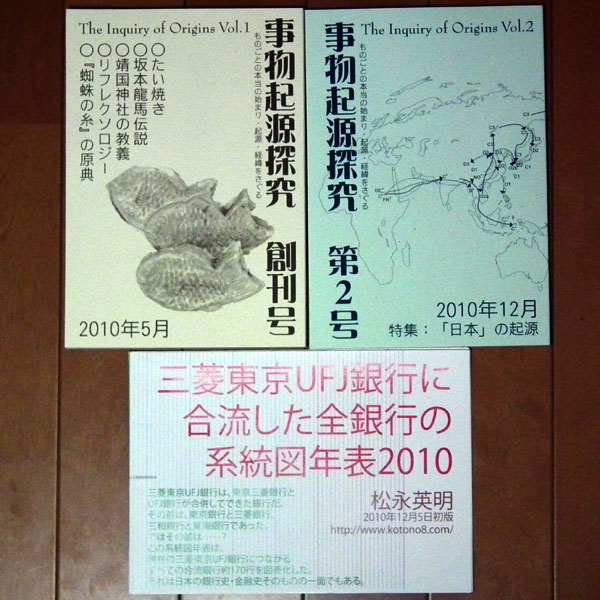 The Inquiry of Origins Vol.1
事物起源探究 創刊号
ものごとの本当の始まり・起源・経緯をさぐる
○たい焼き
○坂本龍馬伝説
○靖国神社の教義
○リフレクソロジー
○『蜘蛛の糸』の原典
2010年5月
The Inquiry of Origins Vol.2
事物起源探究 第2号
ものごとの本当の始まり・起源・経緯をさぐる
2010年12月
特集：「日本」の起源
三菱東京UFJ銀行に
合流した全銀行の
系統図年表2010
三菱東京UFJ銀行は、東京三菱銀行と
UFJ銀行が合併してできた銀行だ。
その前は、東京銀行と三菱銀行、
三和銀行と東海銀行であった。
ではその前は……？
この系統図年表は、
現在の三菱東京UFJ銀行につながる
すべての合流銀行約170行を図表化した。
それは日本の銀行史・金融史そのものの一面でもある。
松永英明
2010年12月5日初版
http://www.kotono8.com/